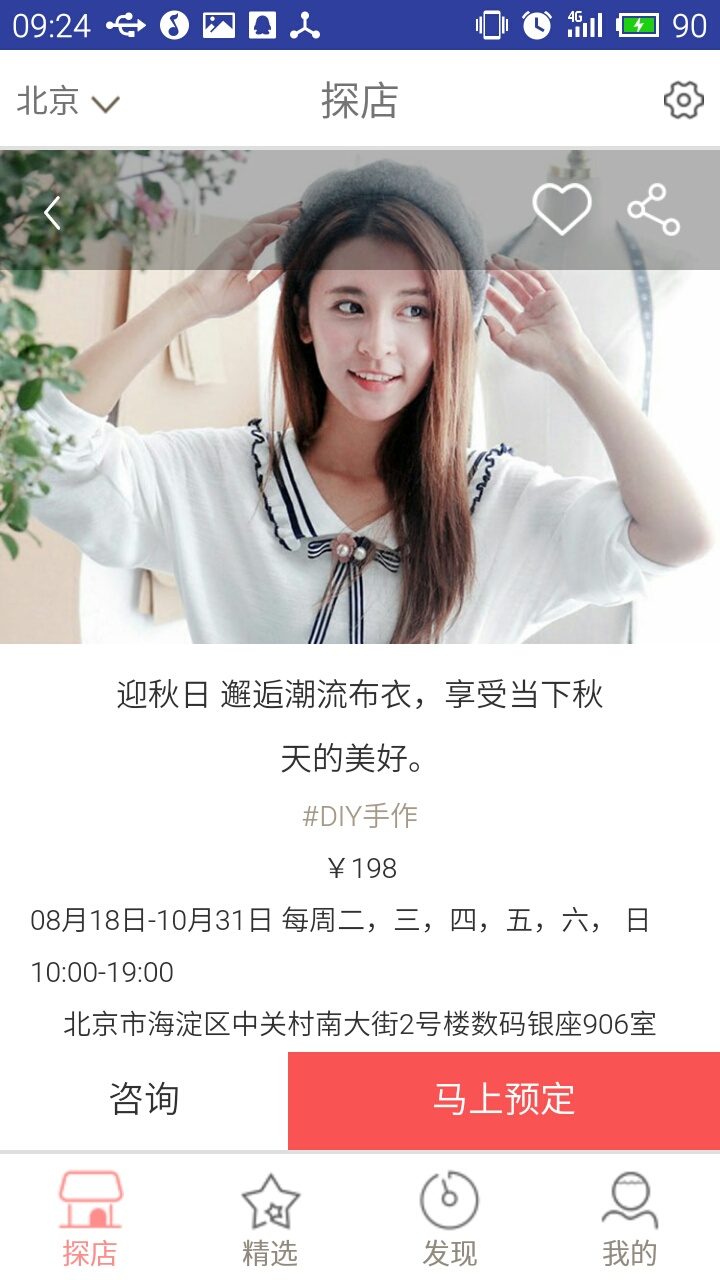 09:24
4G
90
北京
探店
迎秋日 邂逅潮流布衣，享受当下秋
天的美好。
#DIY手作
￥198
08月18日-10月31日 每周二，三，四，五，六， 日
10:00-19:00
北京市海淀区中关村南大街2号楼数码银座906室
咨询
马上预定
探店
精选
发现
我的